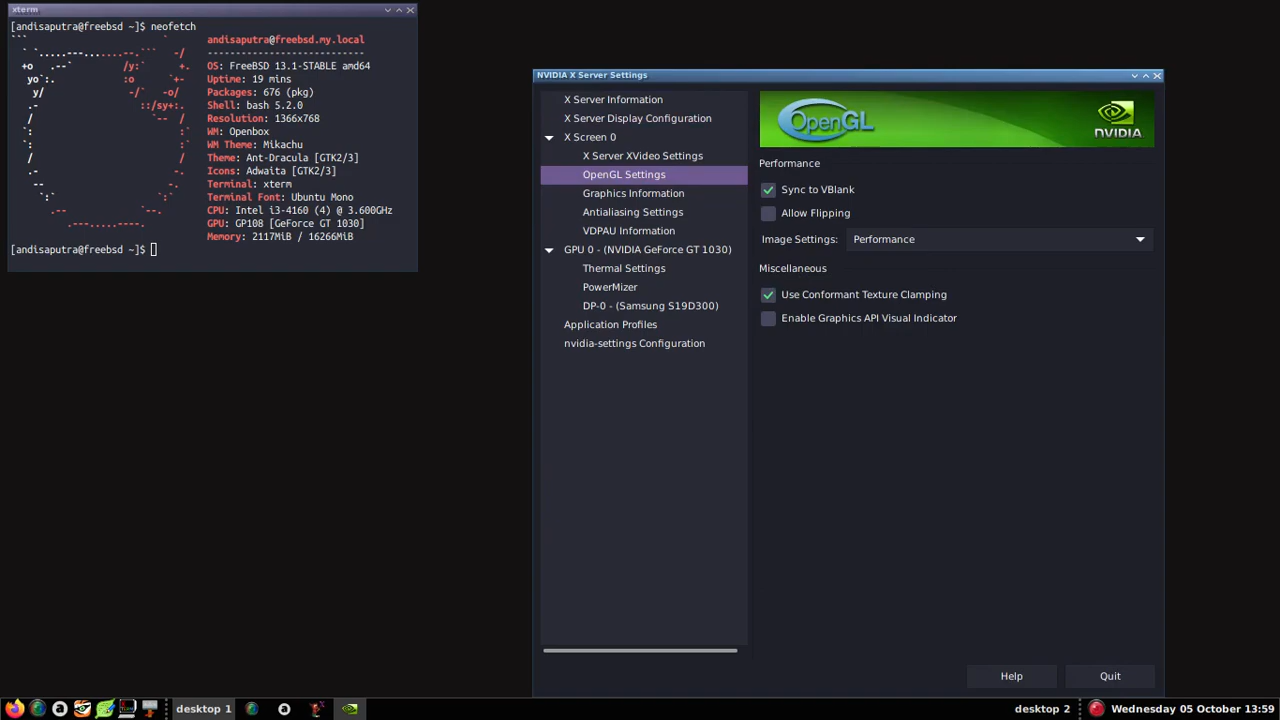 xterm
[andisaputra@freebsd ~]$ neofetch
andisaputra@freebsd.my.local
---------------------------
OS: FreeBSD 13.1-STABLE amd64
Uptime: 19 mins
Packages: 676 (pkg)
Shell: bash 5.2.0
Resolution: 1366x768
WM: Openbox
WM Theme: Mikachu
Theme: Ant-Dracula [GTK2/3]
Icons: Adwaita [GTK2/3]
Terminal: xterm
Terminal Font: Ubuntu Mono
CPU: Intel i3-4160 (4) @ 3.600GHz
GPU: GP108 [GeForce GT 1030]
Memory: 2117MiB / 16266MiB
[andisaputra@freebsd ~]$
NVIDIA X Server Settings
X Server Information
X Server Display Configuration
X Screen 0
X Server XVideo Settings
OpenGL Settings
Graphics Information
Antialiasing Settings
VDPAU Information
GPU 0 - (NVIDIA GeForce GT 1030)
Thermal Settings
PowerMizer
DP-0 - (Samsung S19D300)
Application Profiles
nvidia-settings Configuration
OpenGL
NVIDIA
Performance
Sync to VBlank
Allow Flipping
Image Settings: Performance
Miscellaneous
Use Conformant Texture Clamping
Enable Graphics API Visual Indicator
Help Quit
desktop 1
desktop 2 Wednesday 05 October 13:59